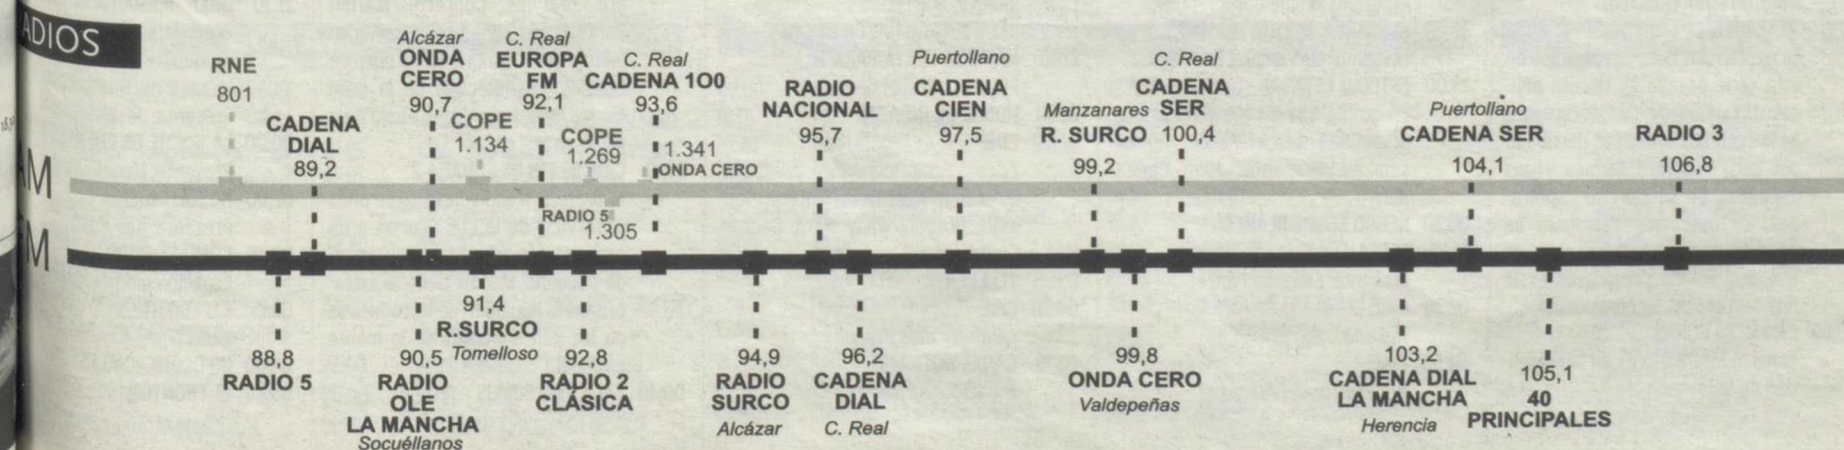 RADIOS
RNE
801
CADENA
DIAL
89,2
Alcázar
ONDA
CERO
90,7
COPE
1.134
C. Real
EUROPA
FM
92,1
COPE
1.269
C. Real
CADENA 100
93,6
1.341
ONDA CERO
RADIO 5
1.305
RADIO
NACIONAL
95,7
Puertollano
CADENA
CIEN
97,5
Manzanares
R. SURCO
99,2
C. Real
CADENA
SER
100,4
Puertollano
CADENA SER
104,1
RADIO 3
106,8
AM
FM
88,8
RADIO 5
90,5
RADIO
OLE
LA MANCHA
Socuéllanos
91,4
R.SURCO
Tomelloso
92,8
RADIO 2
CLÁSICA
94,9
RADIO
SURCO
Alcázar
96,2
CADENA
DIAL
C. Real
99,8
ONDA CERO
Valdepeñas
103,2
CADENA DIAL
LA MANCHA
Herencia
105,1
40
PRINCIPALES